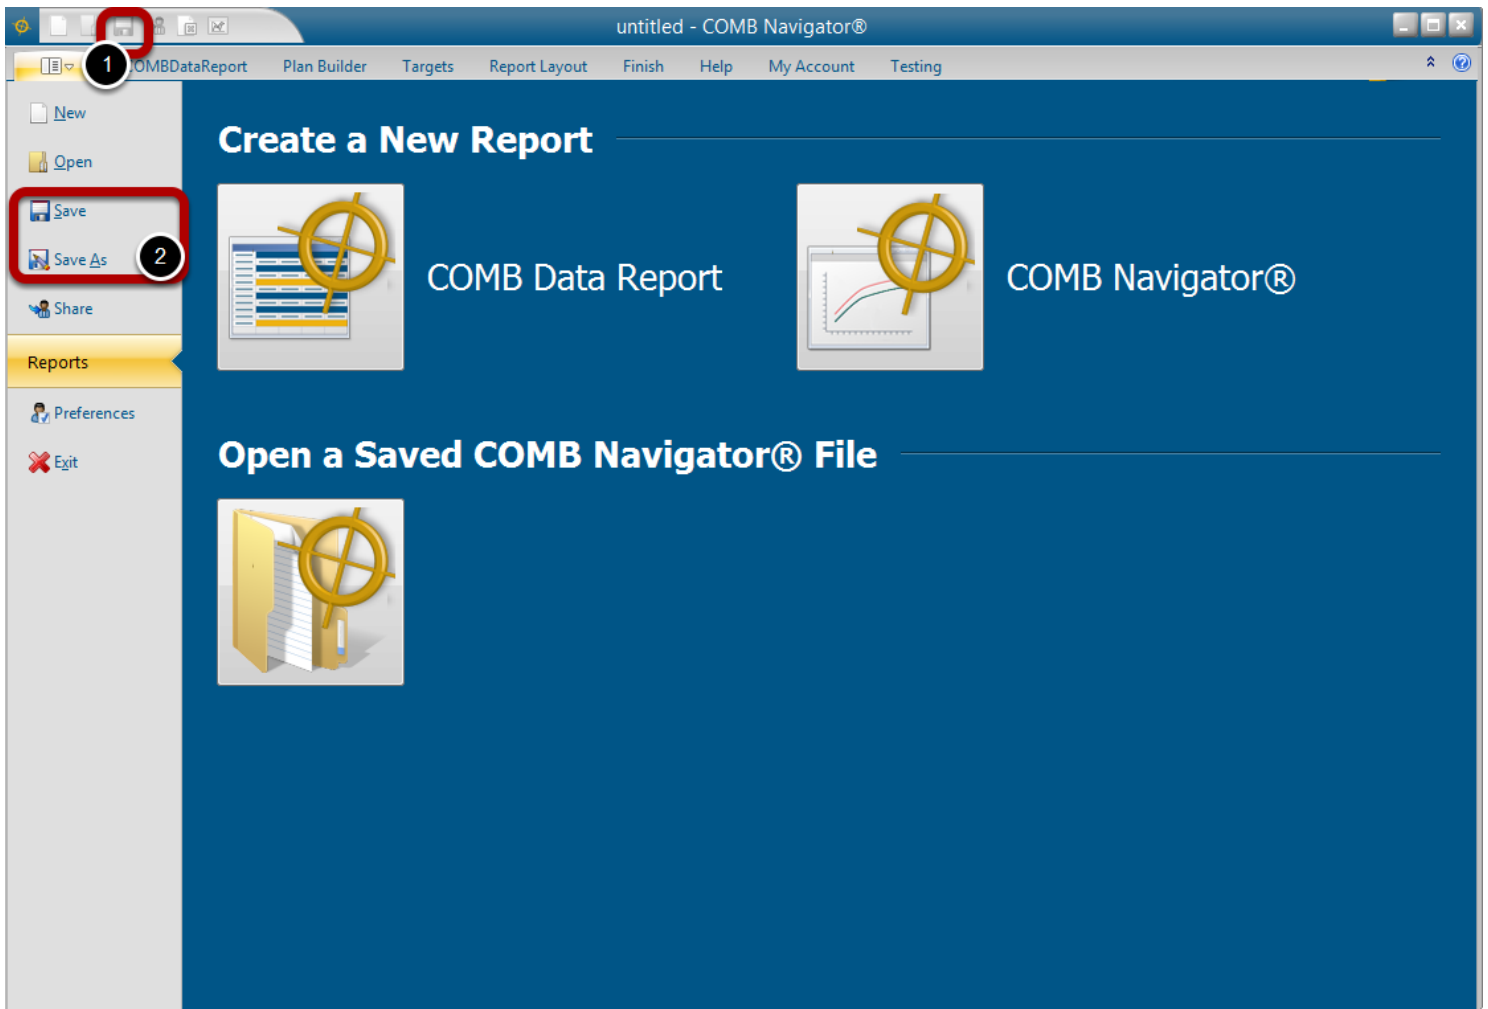 untitled - COMB Navigator®
1
OMBDataReport Plan Builder Targets Report Layout Finish Help My Account Testing
New
Open
Save
Save As
2
Share
Reports
Preferences
Exit
Create a New Report
COMB Data Report
COMB Navigator®
Open a Saved COMB Navigator® File